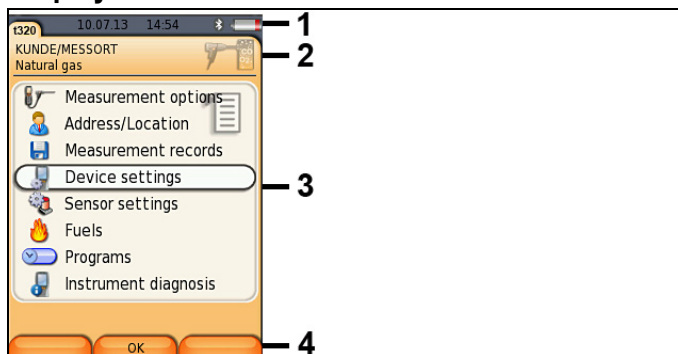 t320 10.07.13 14:54 1
KUNDE/MESSORT 2
Natural gas
Measurement options
Address/Location
Measurement records
Device settings 3
Sensor settings
Fuels
Programs
Instrument diagnosis
OK 4